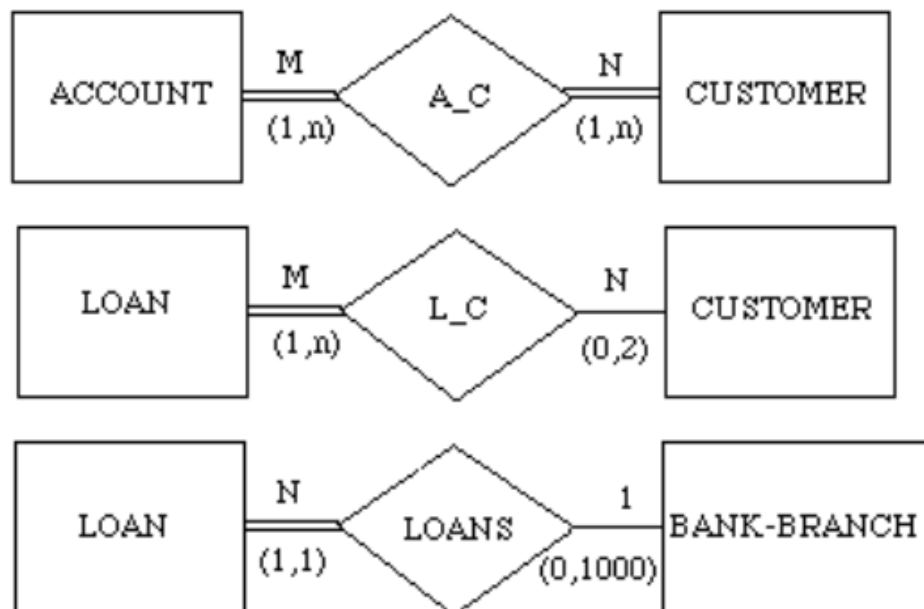 M N
ACCOUNT A_C CUSTOMER
(1,n) (1,n)
M N
LOAN L_C CUSTOMER
(1,n) (0,2)
N 1
LOAN LOANS BANK-BRANCH
(1,1) (0,1000)